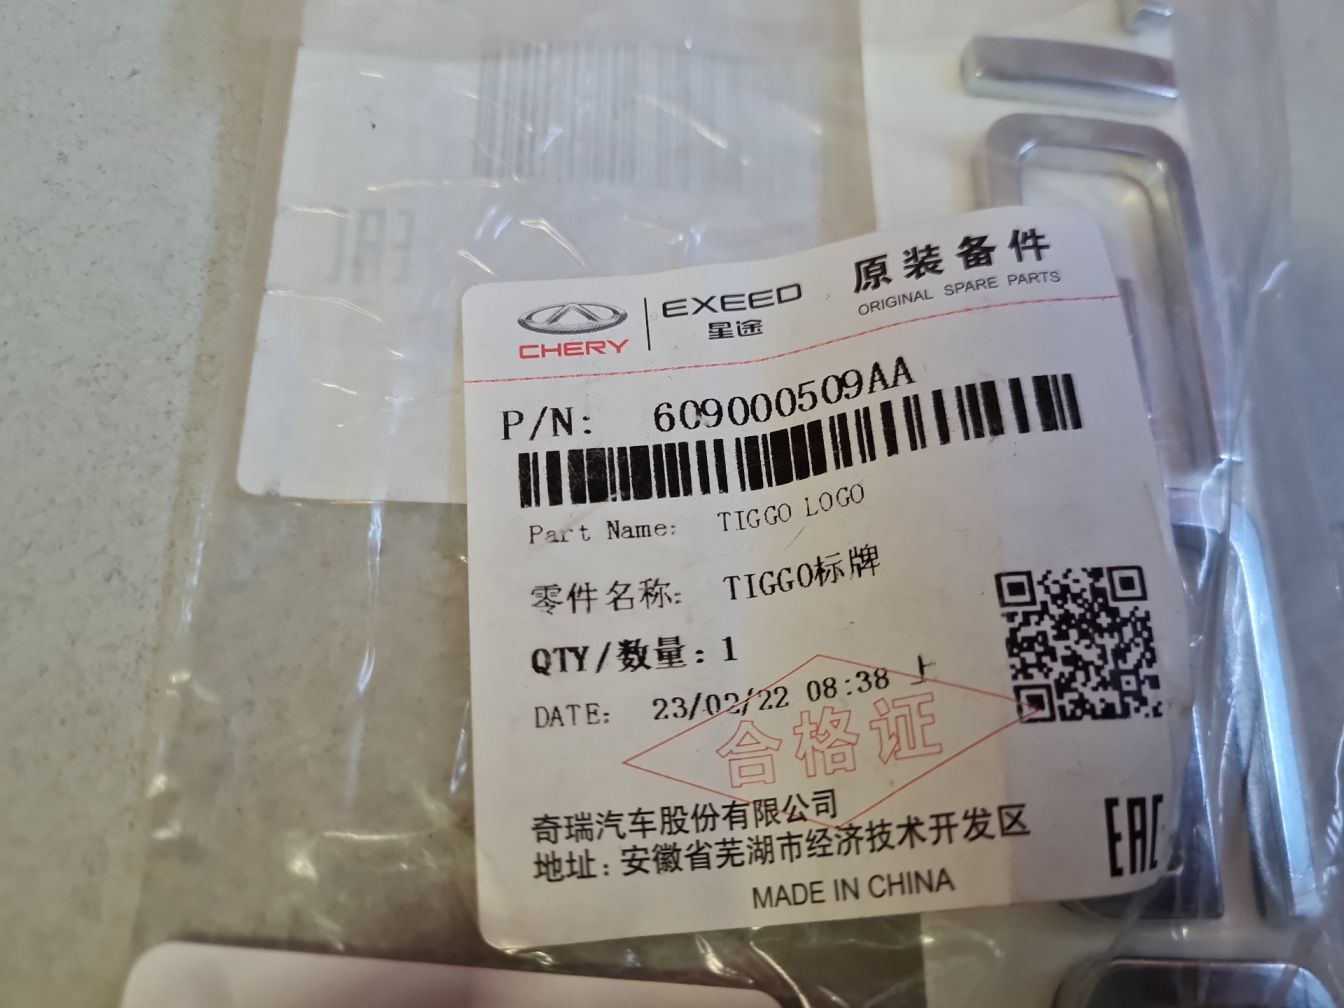 CHERY
EXEED
星途
原装备件
ORIGINAL SPARE PARTS
P/N: 609000509AA
Part Name: TIGGO LOGO
零件名称: TIGGO标牌
QTY/数量: 1
DATE: 23/02/22 08:38 上
合格证
奇瑞汽车股份有限公司
地址: 安徽省芜湖市经济技术开发区
MADE IN CHINA
EAC
EAC